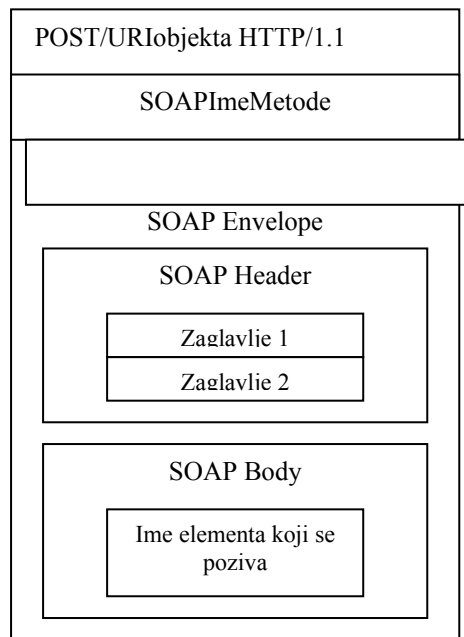 POST/URIobjekta HTTP/1.1
SOAPImeMetode
SOAP Envelope
SOAP Header
Zaglavlje 1
Zaglavlje 2
SOAP Body
Ime elementa koji se
poziva